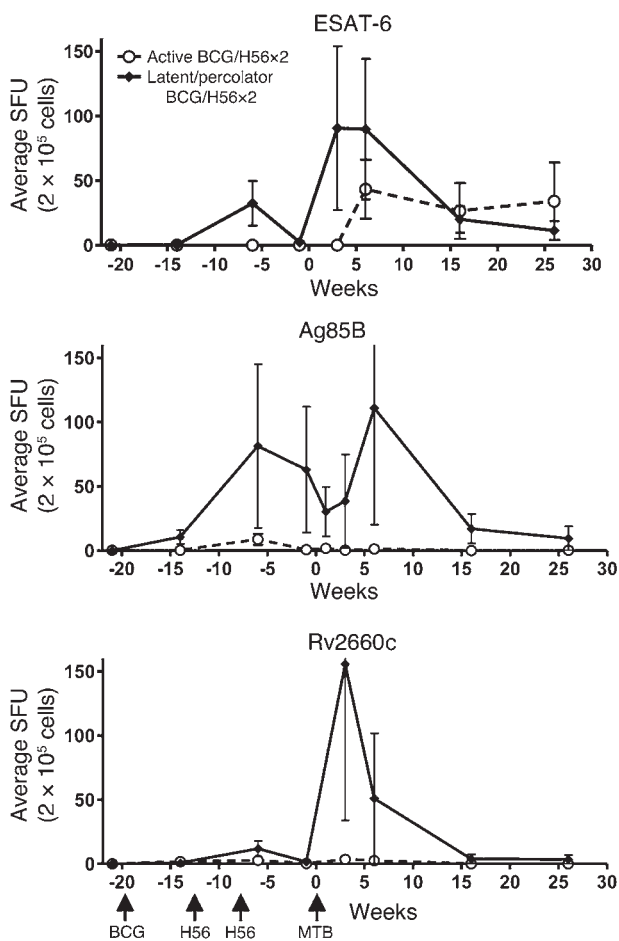 ESAT-6
Average SFU
(2 × 10⁵ cells)
150
100
50
0
Active BCG/H56×2
Latent/percolator
BCG/H56×2
-20 -15 -10 -5 0 5 10 15 20 25 30
Weeks
Ag85B
Average SFU
(2 × 10⁵ cells)
150
100
50
0
-20 -15 -10 -5 0 5 10 15 20 25 30
Weeks
Rv2660c
Average SFU
(2 × 10⁵ cells)
150
100
50
0
-20 -15 -10 -5 0 5 10 15 20 25 30
Weeks
BCG H56 H56 MTB